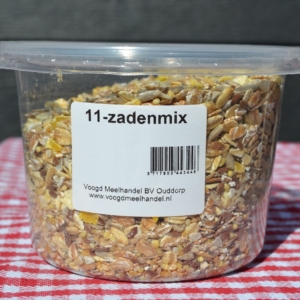 11-zadenmix
Voogd Meelhandel BV Ouddorp
www.voogdmeelhandel.nl